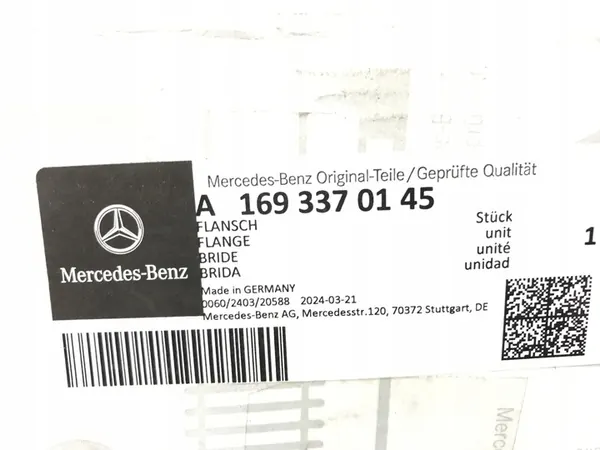 Mercedes-Benz Original-Teile/Geprüfte Qualität
A 169 337 01 45
FLANSCH
FLANGE
BRIDE
BRIDA
Stück
unit
unité
unidad
1
Mercedes-Benz
Made in GERMANY
0060/2403/20588 2024-03-21
Mercedes-Benz AG, Mercedesstr.120, 70372 Stuttgart, DE